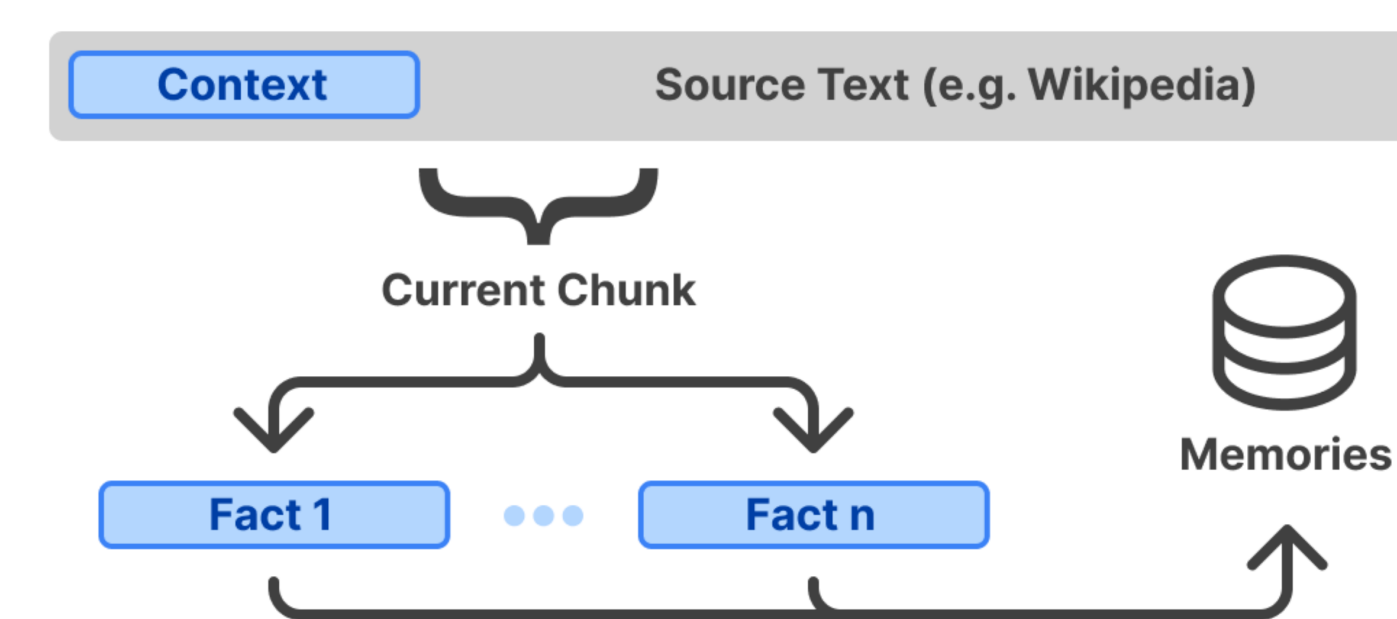 Context
Source Text (e.g. Wikipedia)
Current Chunk
Memories
Fact 1
Fact n